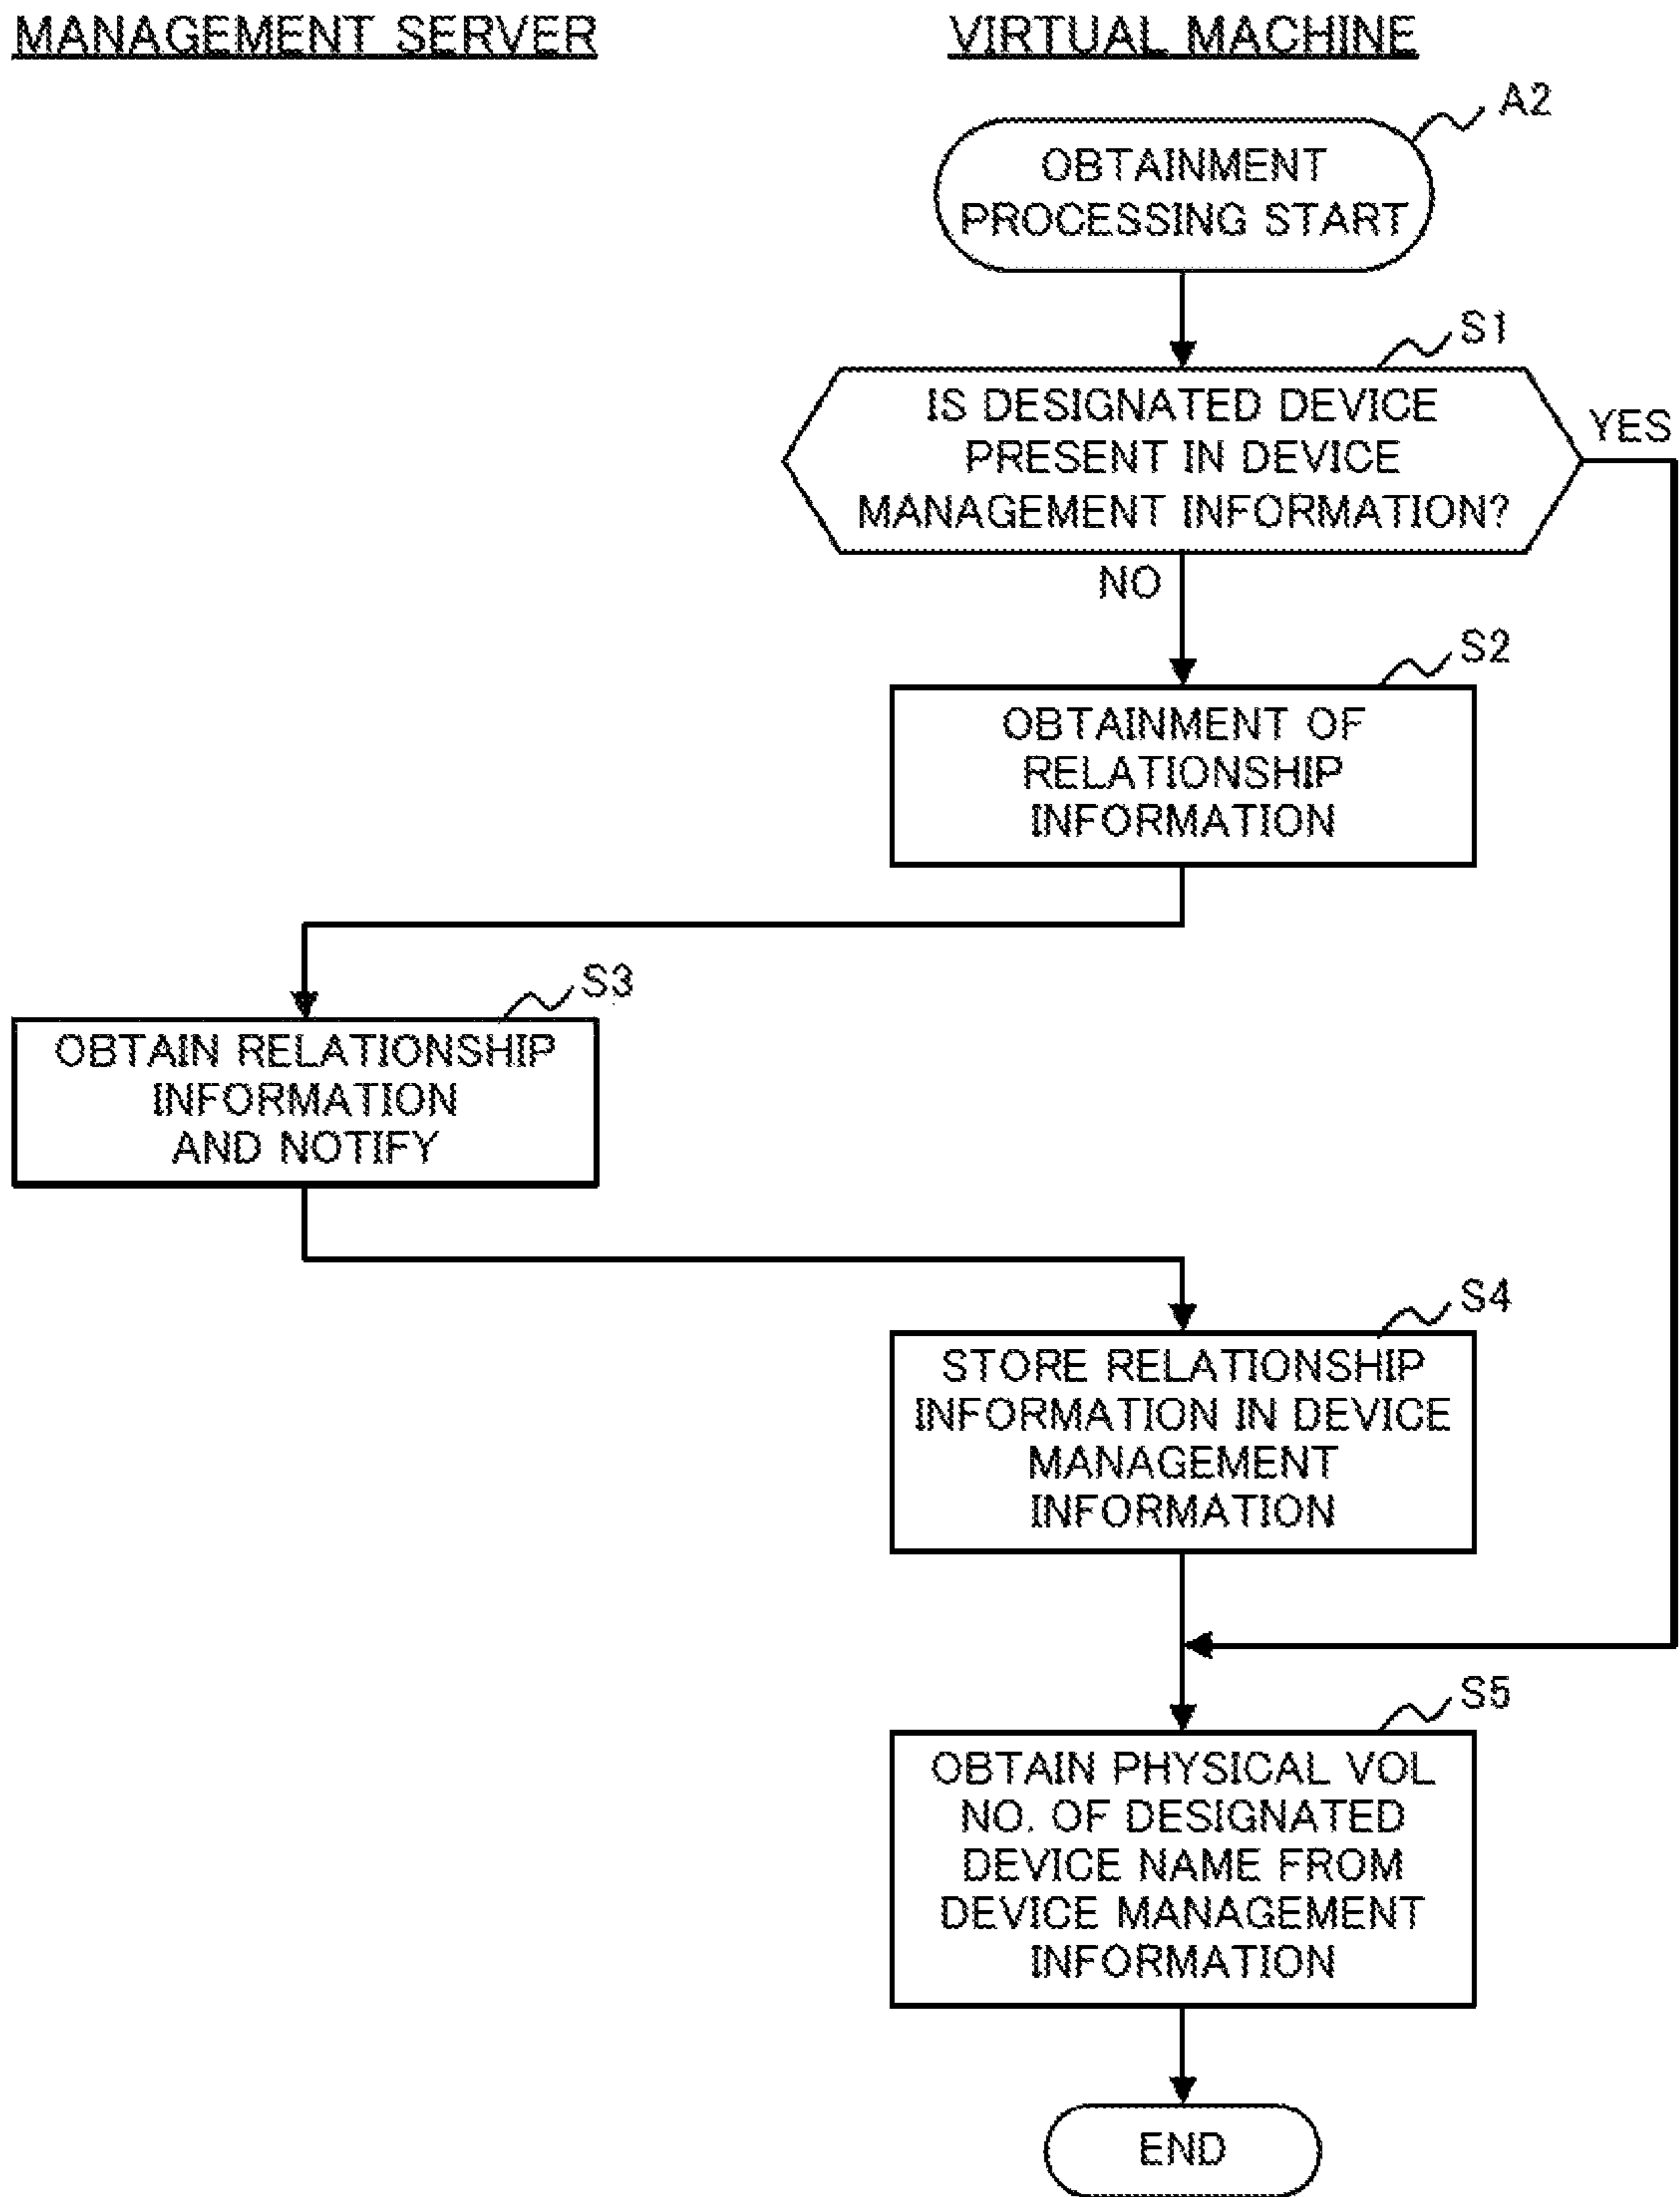 MANAGEMENT SERVER
VIRTUAL MACHINE
A2
OBTAINMENT
PROCESSING START
S1
IS DESIGNATED DEVICE
PRESENT IN DEVICE
MANAGEMENT INFORMATION?
YES
NO
S2
OBTAINMENT OF
RELATIONSHIP
INFORMATION
S3
OBTAIN RELATIONSHIP
INFORMATION
AND NOTIFY
S4
STORE RELATIONSHIP
INFORMATION IN DEVICE
MANAGEMENT
INFORMATION
S5
OBTAIN PHYSICAL VOL
NO. OF DESIGNATED
DEVICE NAME FROM
DEVICE MANAGEMENT
INFORMATION
END